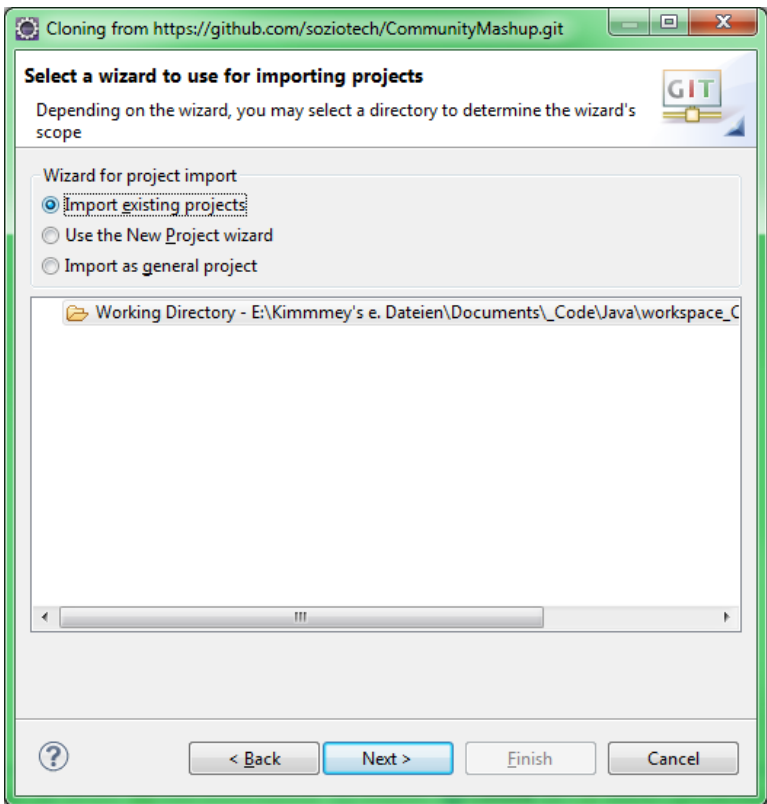 Cloning from https://github.com/soziotech/CommunityMashup.git
Select a wizard to use for importing projects
Depending on the wizard, you may select a directory to determine the wizard's
scope
GIT
Wizard for project import
Import existing projects
Use the New Project wizard
Import as general project
Working Directory - E:\Kimmmey's e. Dateien\Documents\_Code\Java\workspace_C
?
< Back
Next >
Finish
Cancel